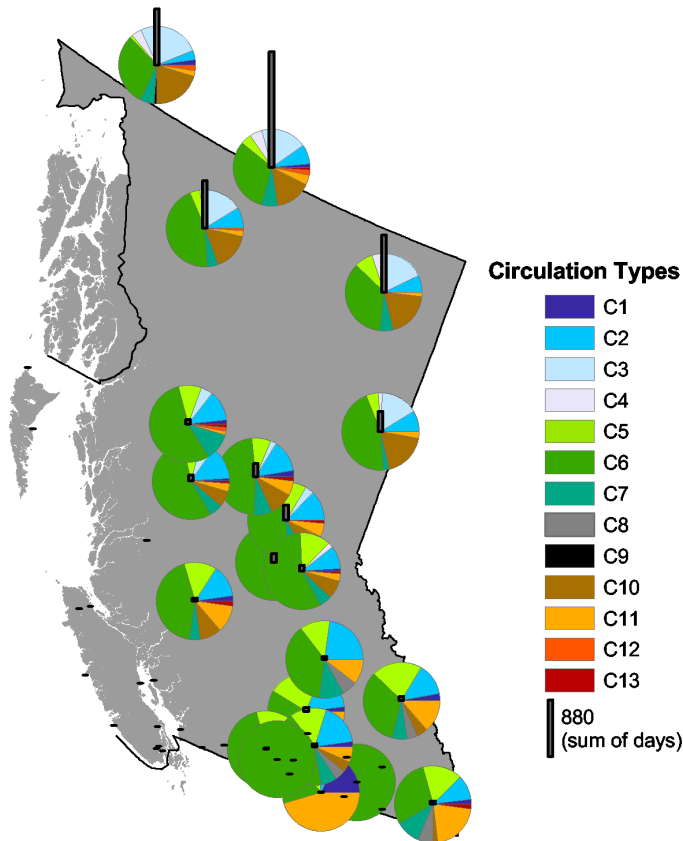 Circulation Types
C1
C2
C3
C4
C5
C6
C7
C8
C9
C10
C11
C12
C13
880
(sum of days)